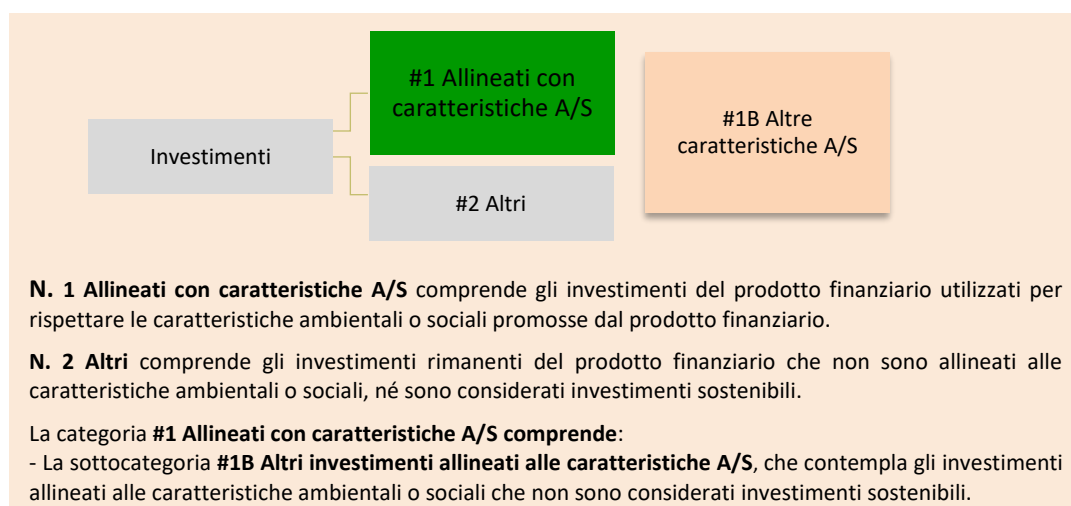 #1 Allineati con
caratteristiche A/S
#1B Altre
caratteristiche A/S
Investimenti
#2 Altri
N. 1 Allineati con caratteristiche A/S comprende gli investimenti del prodotto finanziario utilizzati per
rispettare le caratteristiche ambientali o sociali promosse dal prodotto finanziario.
N. 2 Altri comprende gli investimenti rimanenti del prodotto finanziario che non sono allineati alle
caratteristiche ambientali o sociali, né sono considerati investimenti sostenibili.
La categoria #1 Allineati con caratteristiche A/S comprende:
- La sottocategoria #1B Altri investimenti allineati alle caratteristiche A/S, che contempla gli investimenti
allineati alle caratteristiche ambientali o sociali che non sono considerati investimenti sostenibili.